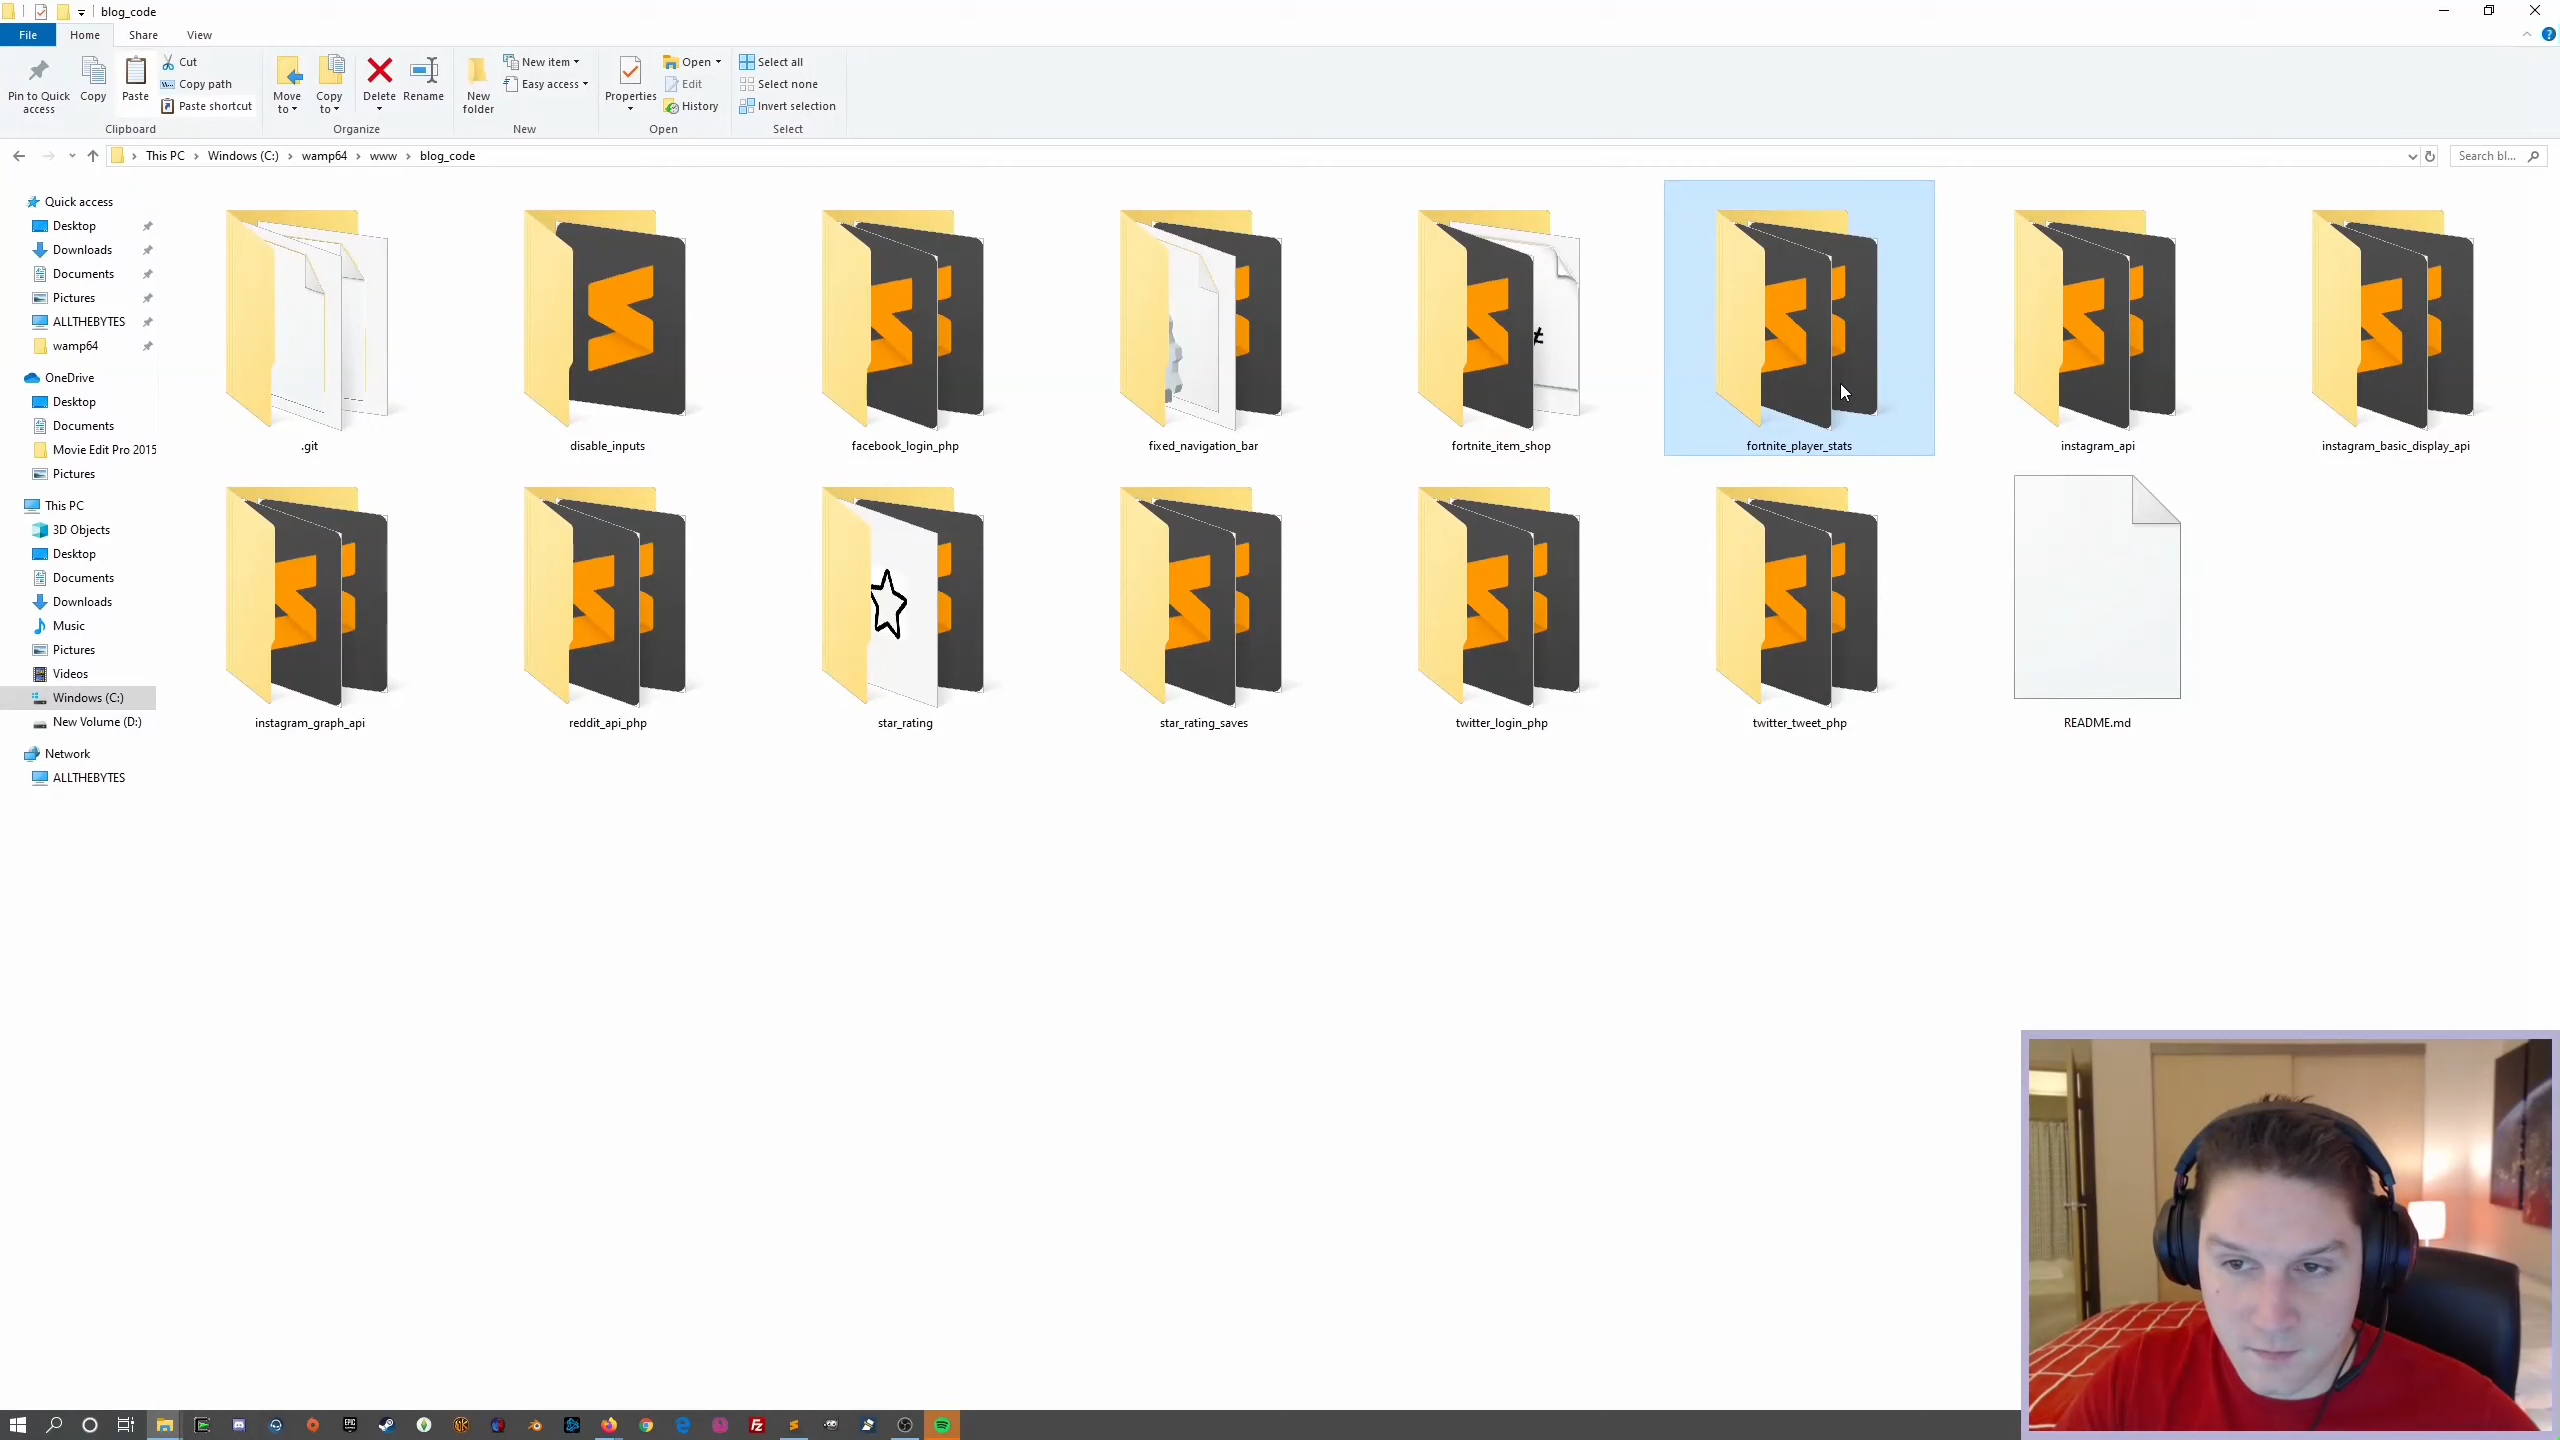 blog_code
File Home Share View
Pin to Quick access
Copy
Paste
Cut
Copy path
Paste shortcut
Clipboard
Move to
Copy to
Delete
Rename
Organize
New folder
New item
Easy access
New
Properties
Open
Edit
History
Open
Select all
Select none
Invert selection
Select
This PC > Windows (C:) > wamp64 > www > blog_code
Search bl...
Quick access
Desktop
Downloads
Documents
Pictures
ALLTHEBYTES
wamp64
OneDrive
Desktop
Documents
Movie Edit Pro 2015
Pictures
This PC
3D Objects
Desktop
Documents
Downloads
Music
Pictures
Videos
Windows (C:)
New Volume (D:)
Network
ALLTHEBYTES
.git
disable_inputs
facebook_login_php
fixed_navigation_bar
fortnite_item_shop
fortnite_player_stats
instagram_api
instagram_basic_display_api
instagram_graph_api
reddit_api_php
star_rating
star_rating_saves
twitter_login_php
twitter_tweet_php
README.md